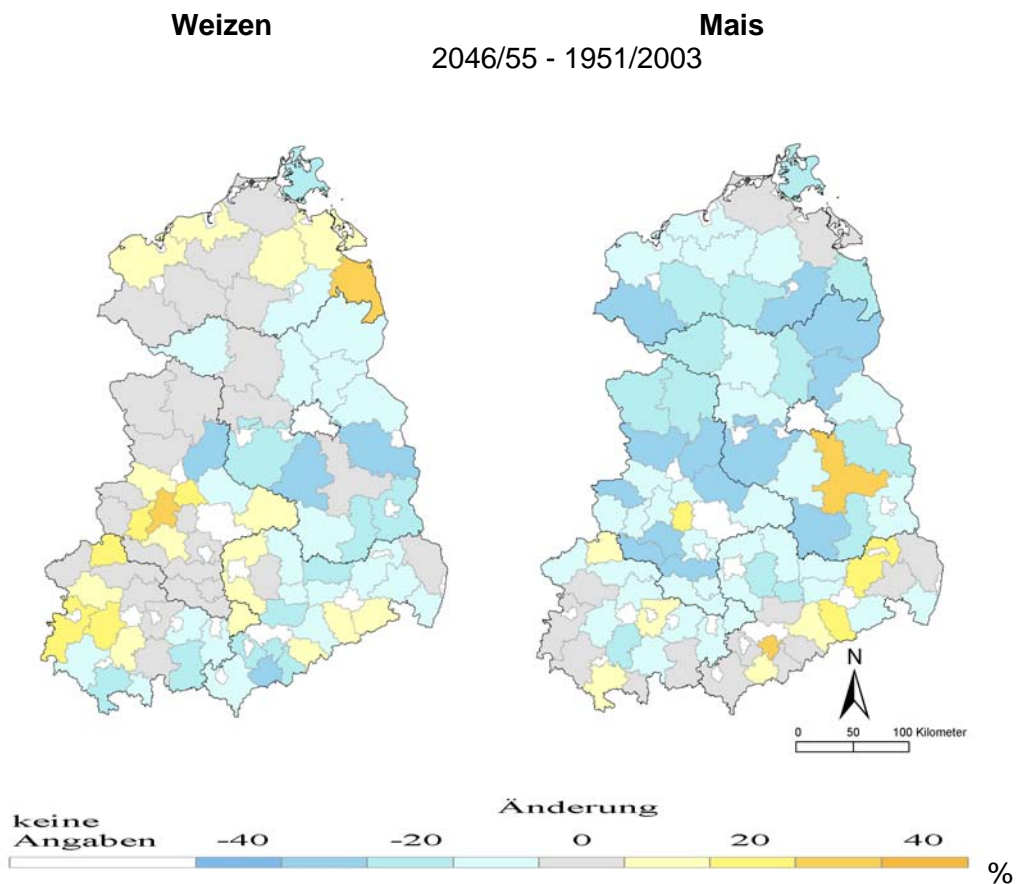 Weizen Mais
2046/55 - 1951/2003
N
0 50 100 Kilometer
Änderung
keine
Angaben -40 -20 0 20 40
%